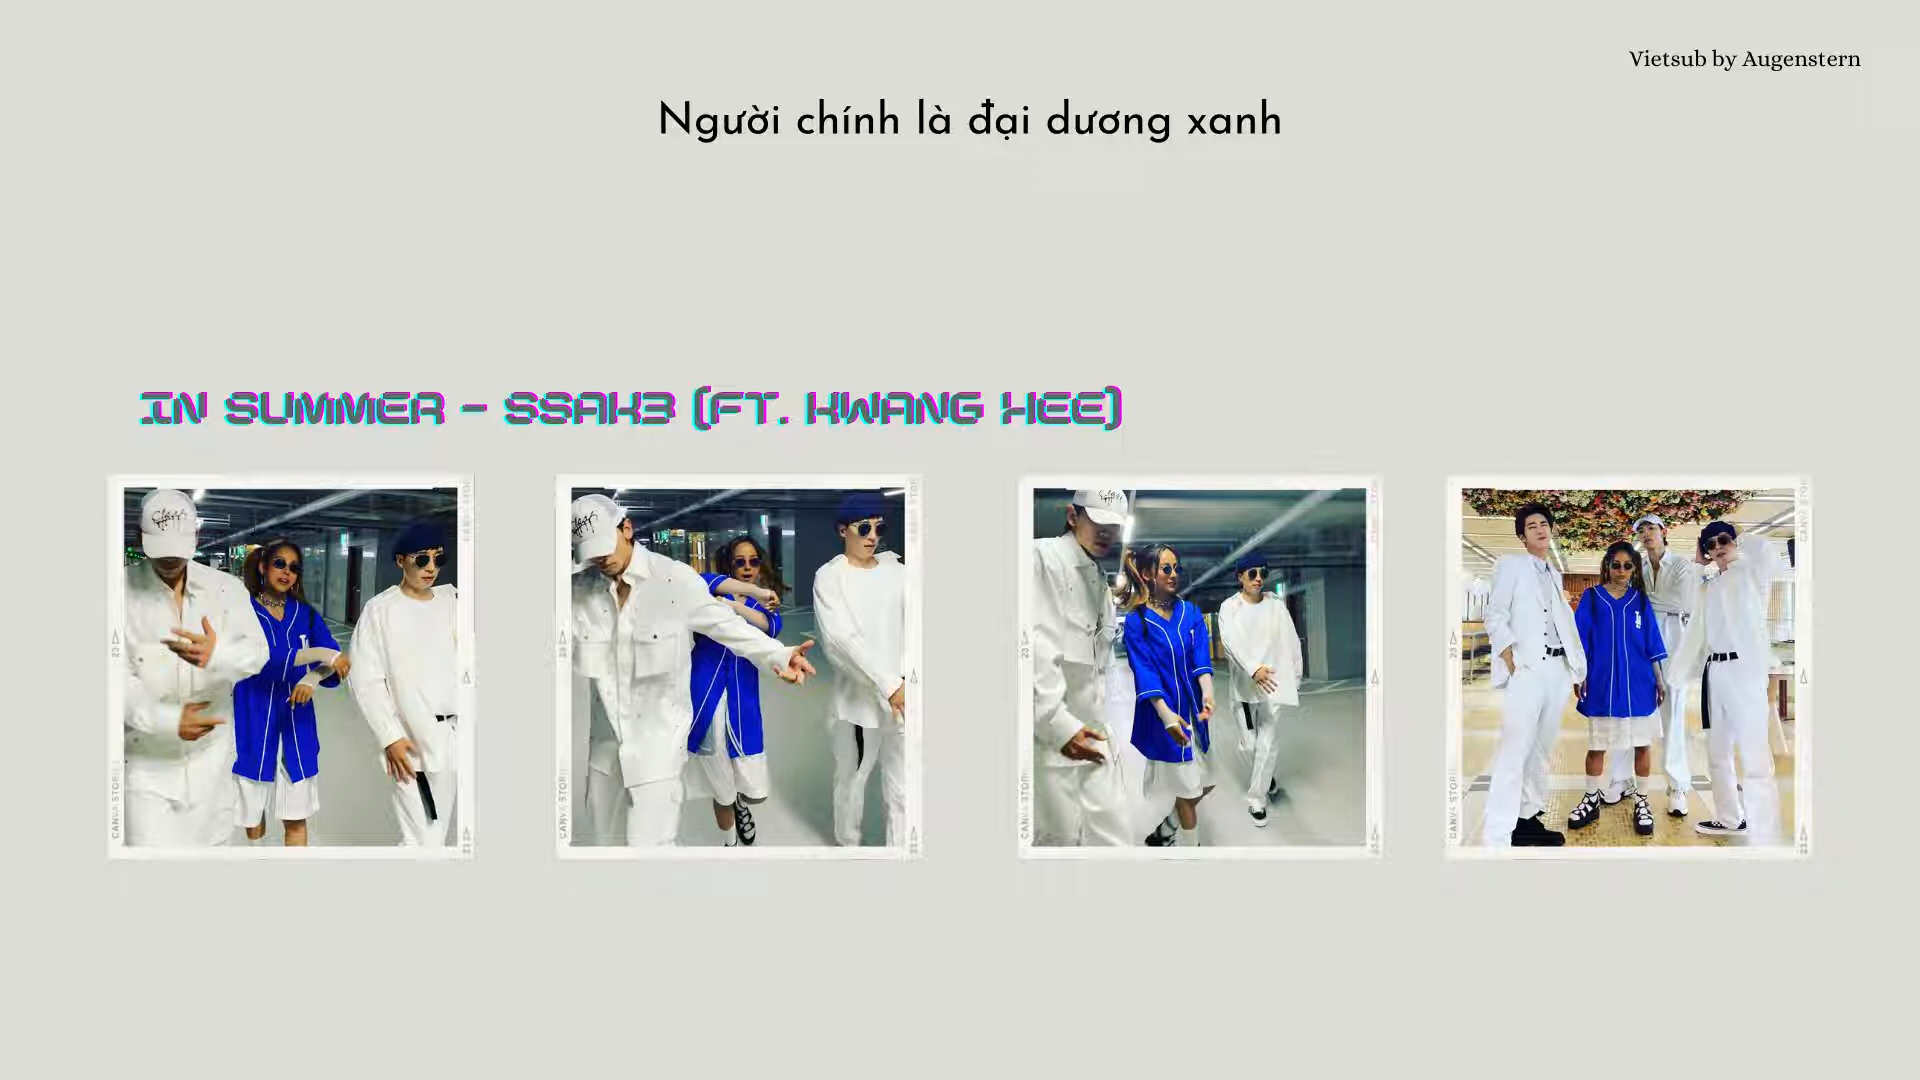 Vietsub by Augenstern
Người chính là đại dương xanh
IN SUMMER - SSAK3 (FT. KWANG HEE)